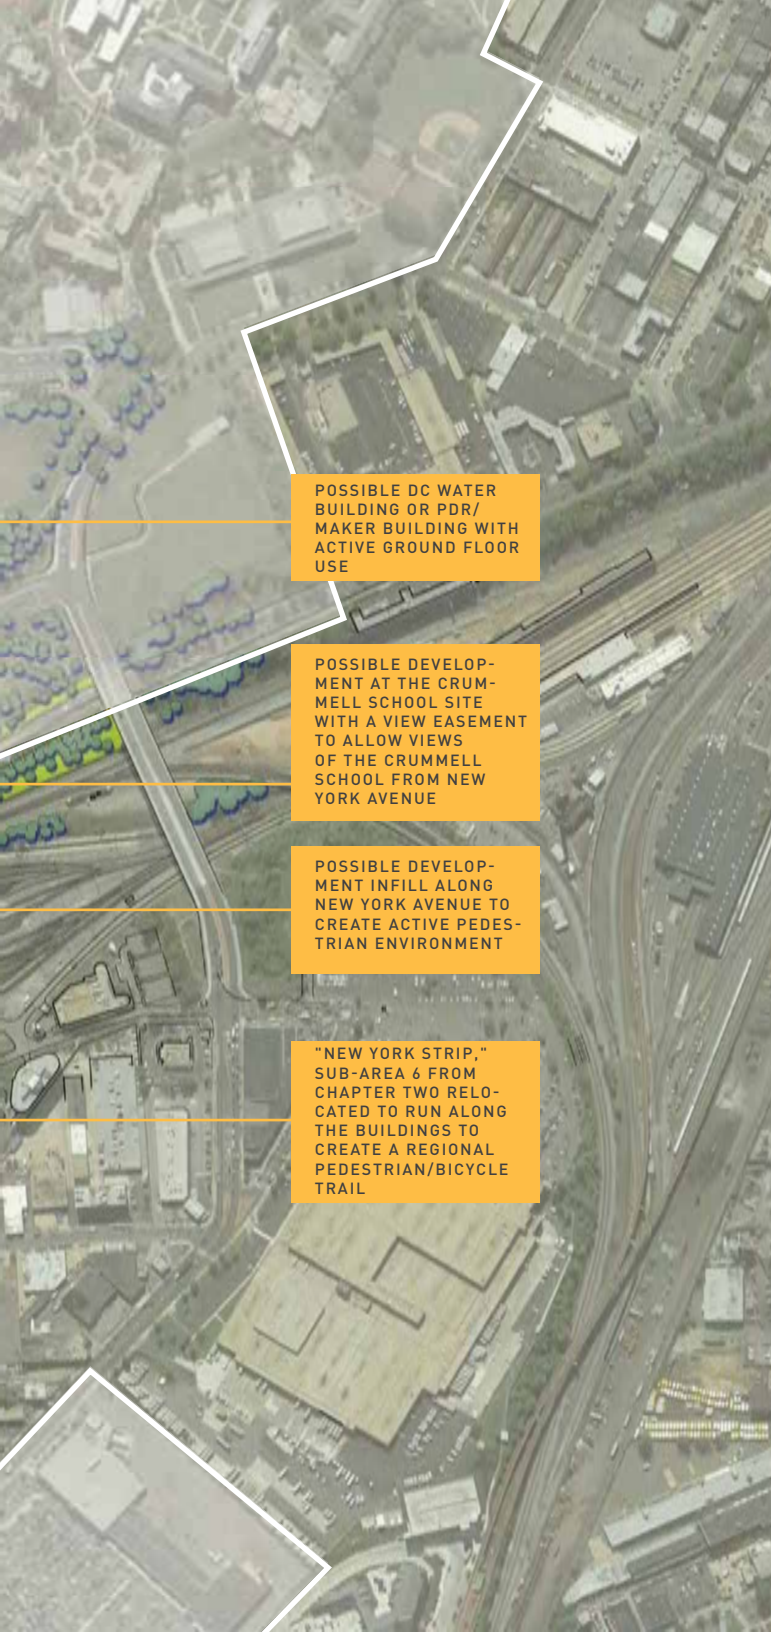 POSSIBLE DC WATER
BUILDING OR PDR/
MAKER BUILDING WITH
ACTIVE GROUND FLOOR
USE
POSSIBLE DEVELOP-
MENT AT THE CRUM-
MELL SCHOOL SITE
WITH A VIEW EASEMENT
TO ALLOW VIEWS
OF THE CRUMMELL
SCHOOL FROM NEW
YORK AVENUE
POSSIBLE DEVELOP-
MENT INFILL ALONG
NEW YORK AVENUE TO
CREATE ACTIVE PEDES-
TRIAN ENVIRONMENT
"NEW YORK STRIP,"
SUB-AREA 6 FROM
CHAPTER TWO RELO-
CATED TO RUN ALONG
THE BUILDINGS TO
CREATE A REGIONAL
PEDESTRIAN/BICYCLE
TRAIL